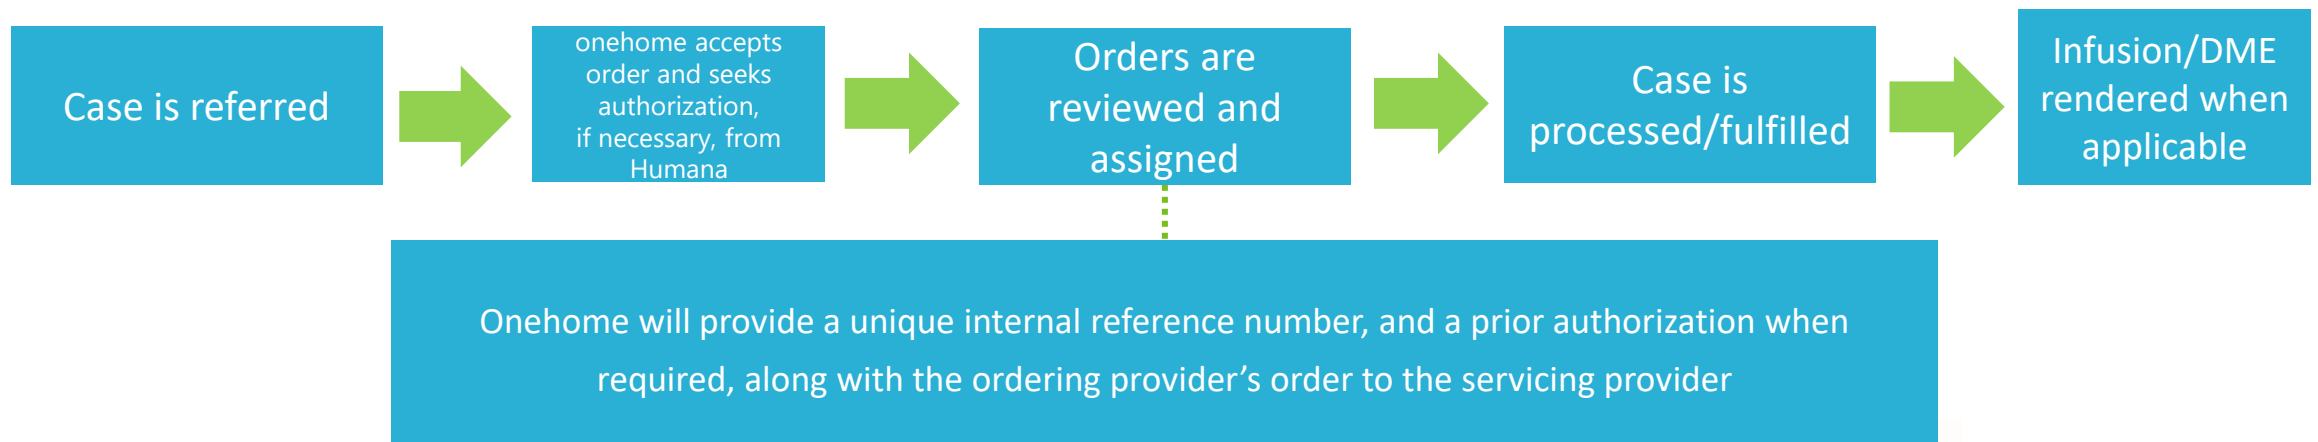 Case is referred
onehome accepts
order and seeks
authorization,
if necessary, from
Humana
Orders are
reviewed and
assigned
Case is
processed/fulfilled
Infusion/DME
rendered when
applicable
Onehome will provide a unique internal reference number, and a prior authorization when
required, along with the ordering provider’s order to the servicing provider